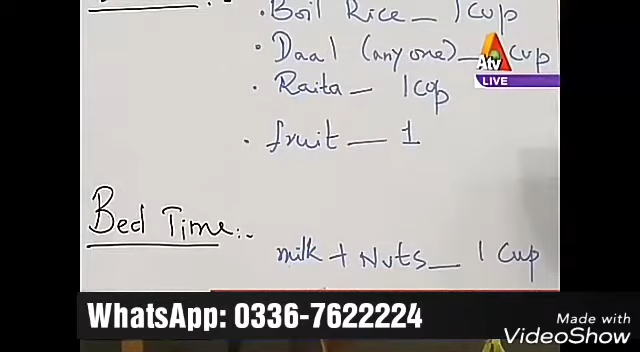 . Boil Rice _ 1 Cup
. Daal (any one) _ Cup
Atv
LIVE
. Raita _ 1 Cup
. fruit _ 1
Bed Time:-
milk + Nuts _ 1 Cup
WhatsApp: 0336-7622224
Made with
VideoShow